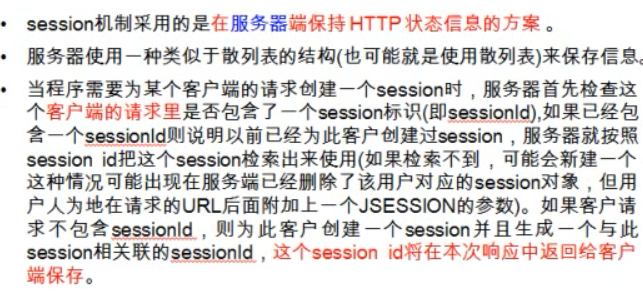 • session机制采用的是在服务器端保持 HTTP 状态信息的方案 。
• 服务器使用一种类似于散列表的结构(也可能就是使用散列表)来保存信息。
• 当程序需要为某个客户端的请求创建一个session时，服务器首先检查这
个客户端的请求里是否包含了一个session标识(即sessionId),如果已经包
含一个sessionId则说明以前已经为此客户创建过session，服务器就按照
session id把这个session检索出来使用(如果检索不到，可能会新建一个
这种情况可能出现在服务端已经删除了该用户对应的session对象，但用
户人为地在请求的URL后面附加上一个JSESSION的参数)。如果客户请
求不包含sessionId，则为此客户创建一个session并且生成一个与此
session相关联的sessionId，这个session id将在本次响应中返回给客户
端保存。